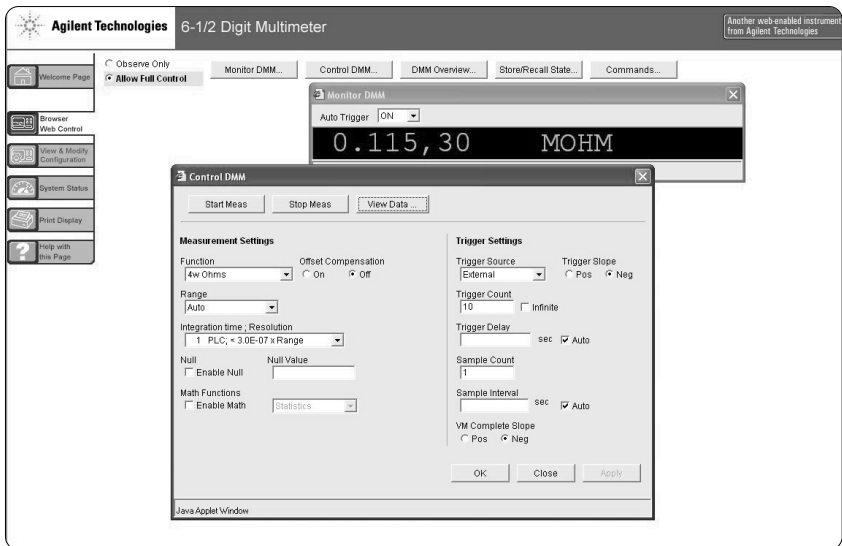 Agilent Technologies
6-1/2 Digit Multimeter
Another web-enabled instrument
from Agilent Technologies
Welcome Page
Browser
Web Control
View & Modify
Configuration
System Status
Print Display
Help with
this Page
Observe Only
Allow Full Control
Monitor DMM...
Control DMM...
DMM Overview...
Store/Recall State...
Commands...
Monitor DMM
Auto Trigger ON
0.115,30 MOHM
Control DMM
Start Meas
Stop Meas
View Data ...
Measurement Settings
Function
4w Ohms
Offset Compensation
On Off
Range
Auto
Integration time ; Resolution
1 PLC; < 3.0E-07 x Range
Null
Enable Null
Null Value
Math Functions
Enable Math
Statistics
Trigger Settings
Trigger Source
External
Trigger Slope
Pos Neg
Trigger Count
10
Infinite
Trigger Delay
sec Auto
Sample Count
1
Sample Interval
sec Auto
VM Complete Slope
Pos Neg
OK
Close
Apply
Java Applet Window